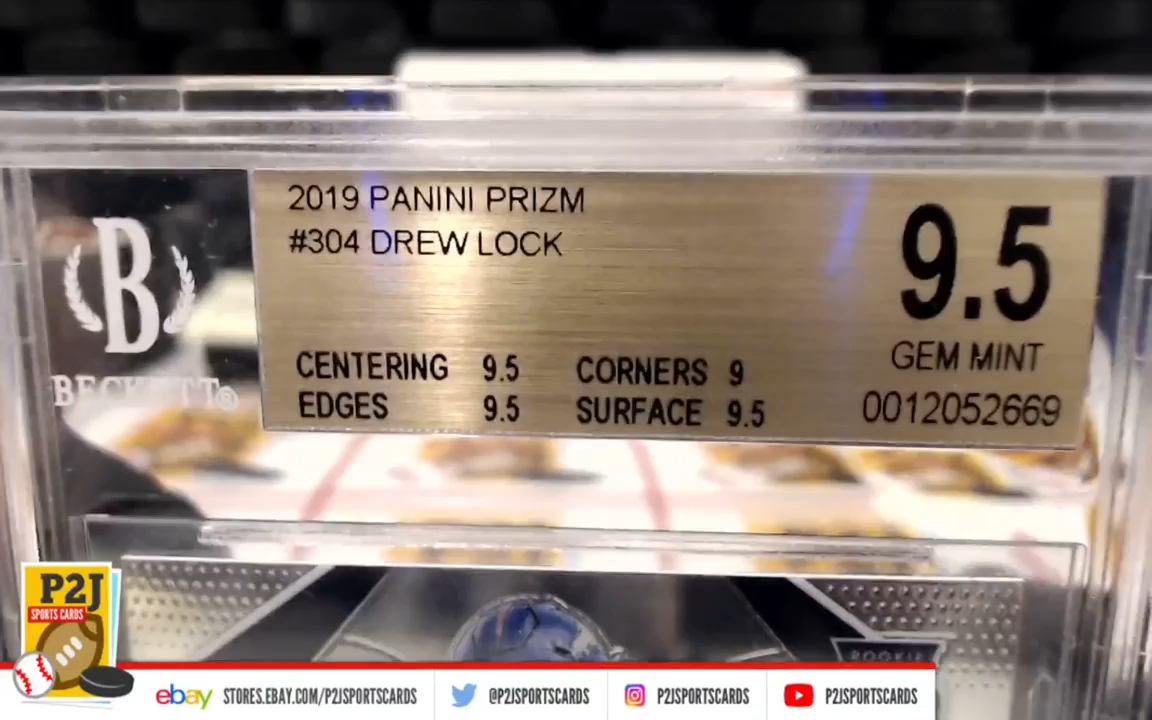 2019 PANINI PRIZM
#304 DREW LOCK
9.5
GEM MINT
0012052669
CENTERING 9.5 CORNERS 9
EDGES 9.5 SURFACE 9.5
B
BECKETT®
ROOKIE
P2J
SPORTS CARDS
ebay STORES.EBAY.COM/P2JSPORTSCARDS @P2JSPORTSCARDS P2JSPORTSCARDS P2JSPORTSCARDS